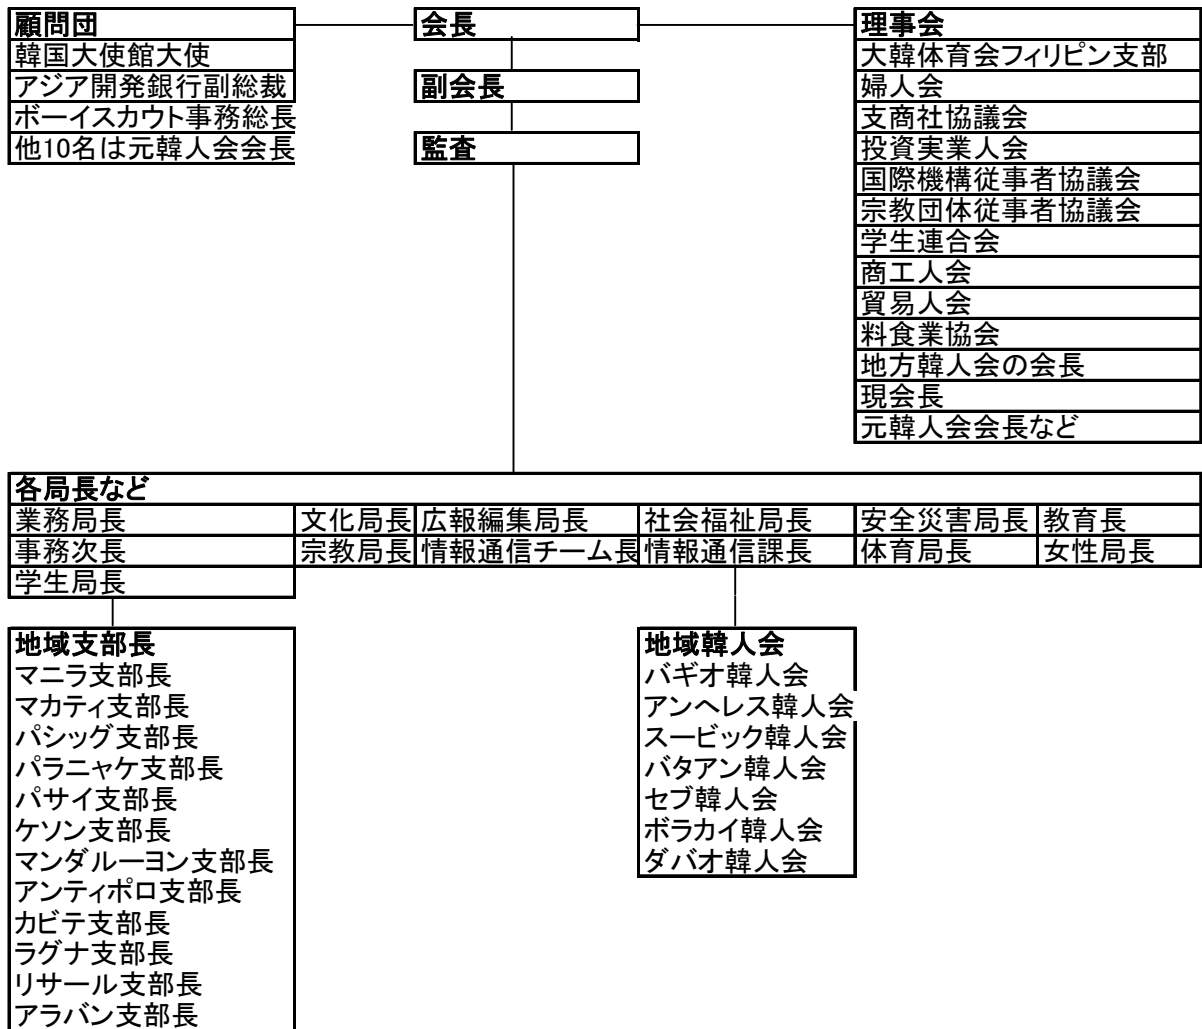 顧問団
韓国大使館大使
アジア開発銀行副総裁
ボーイスカウト事務総長
他10名は元韓人会会長
会長
副会長
監査
理事会
大韓体育会フィリピン支部
婦人会
支商社協議会
投資実業人会
国際機構従事者協議会
宗教団体従事者協議会
学生連合会
商工人会
貿易人会
料食業協会
地方韓人会の会長
現会長
元韓人会会長など
各局長など
業務局長 文化局長 広報編集局長 社会福祉局長 安全災害局長 教育長
事務次長 宗教局長 情報通信チーム長 情報通信課長 体育局長 女性局長
学生局長
地域支部長
マニラ支部長
マカティ支部長
パシッグ支部長
パラニャケ支部長
パサイ支部長
ケソン支部長
マンダルーヨン支部長
アンティポロ支部長
カビテ支部長
ラグナ支部長
リサール支部長
アラバン支部長
地域韓人会
バギオ韓人会
アンヘレス韓人会
スービック韓人会
バタアン韓人会
セブ韓人会
ボラカイ韓人会
ダバオ韓人会